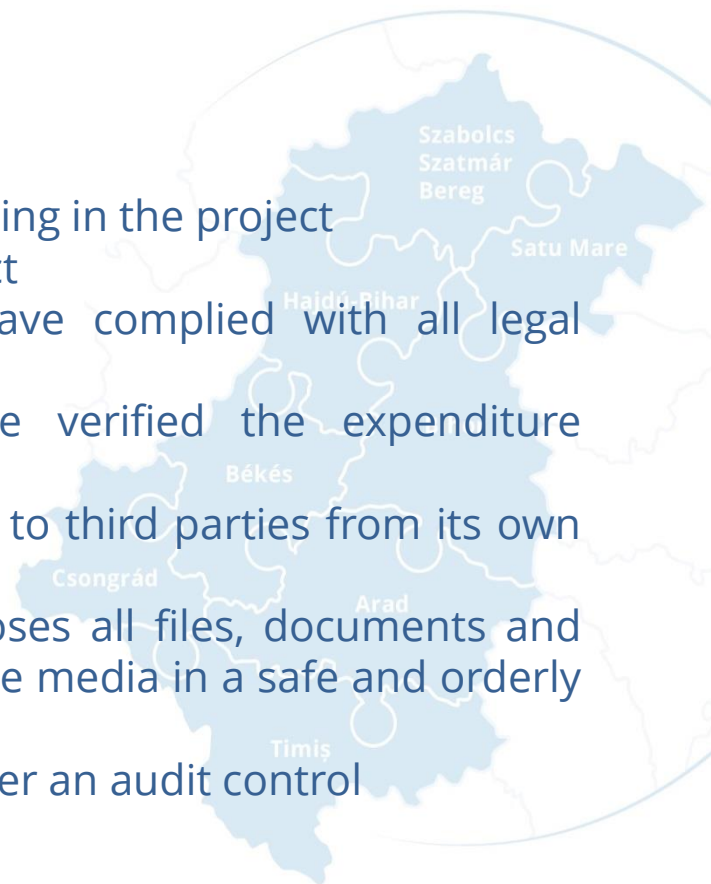 Szabolcs
Szatmár
Bereg
ing in the project
Satu Mare
ct
Hajdú-Bihar
ave complied with all legal
e verified the expenditure
Békés
to third parties from its own
Csongrád
Arad
oses all files, documents and
e media in a safe and orderly
Timiș
er an audit control